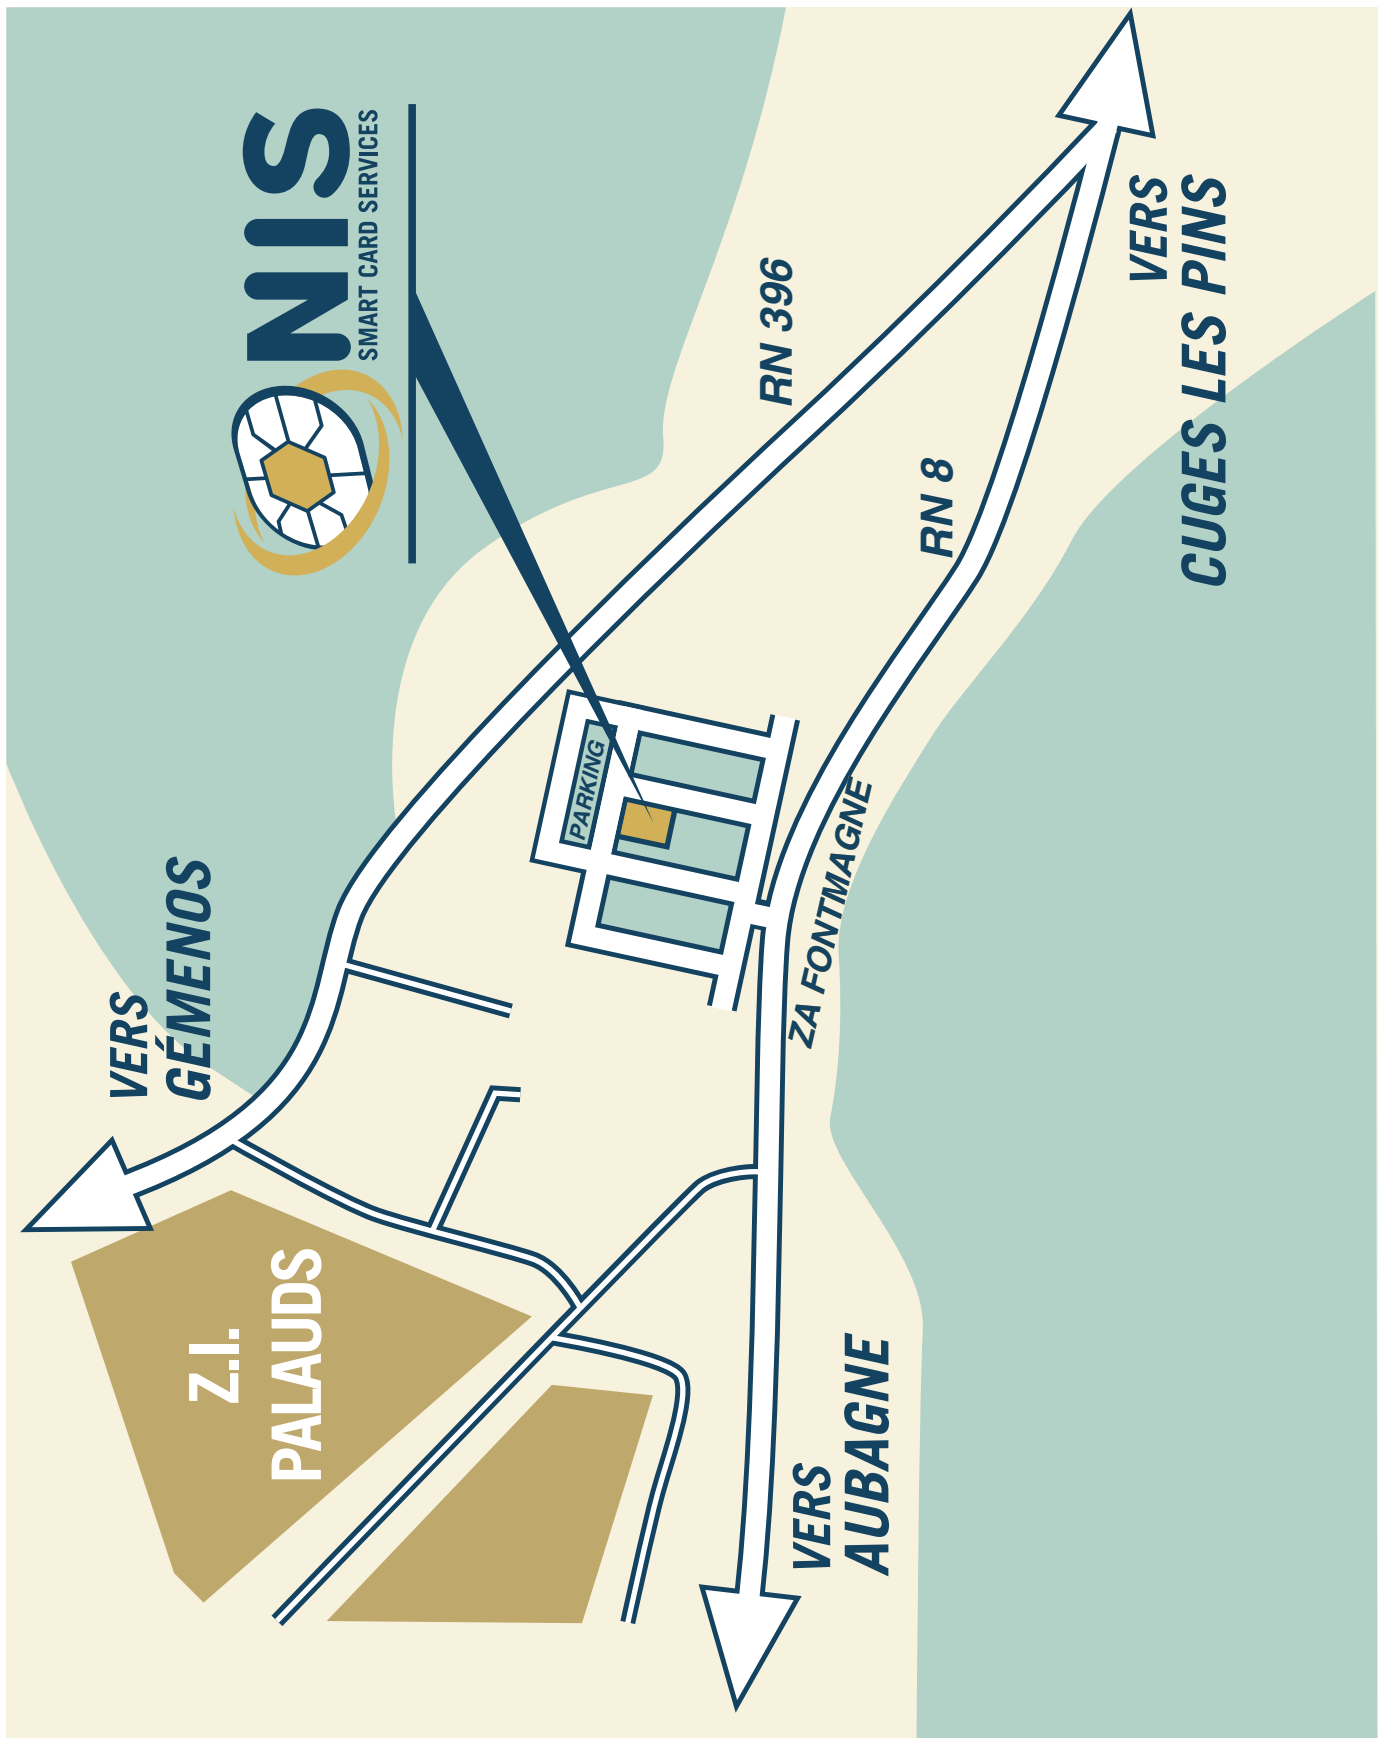 ONIS
SMART CARD SERVICES
VERS
GÉMENOS
RN 396
RN 8
VERS
CUGES LES PINS
PARKING
ZA FONTMAGNE
Z.I.
PALAUDS
VERS
AUBAGNE